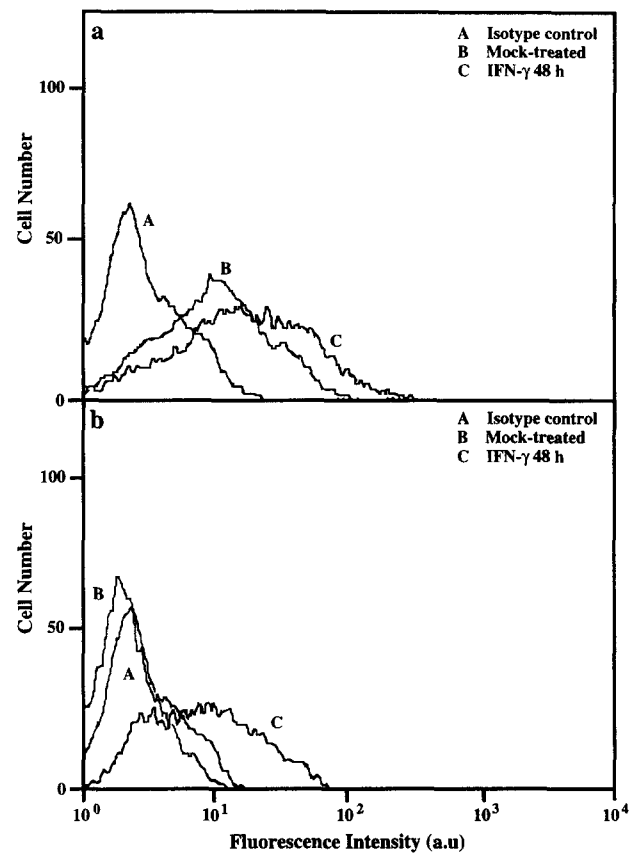 a
A Isotype control
B Mock-treated
C IFN-γ 48 h
100
50
0
Cell Number
A
B
C
b
A Isotype control
B Mock-treated
C IFN-γ 48 h
100
50
0
Cell Number
B
A
C
10⁰ 10¹ 10² 10³ 10⁴
Fluorescence Intensity (a.u)